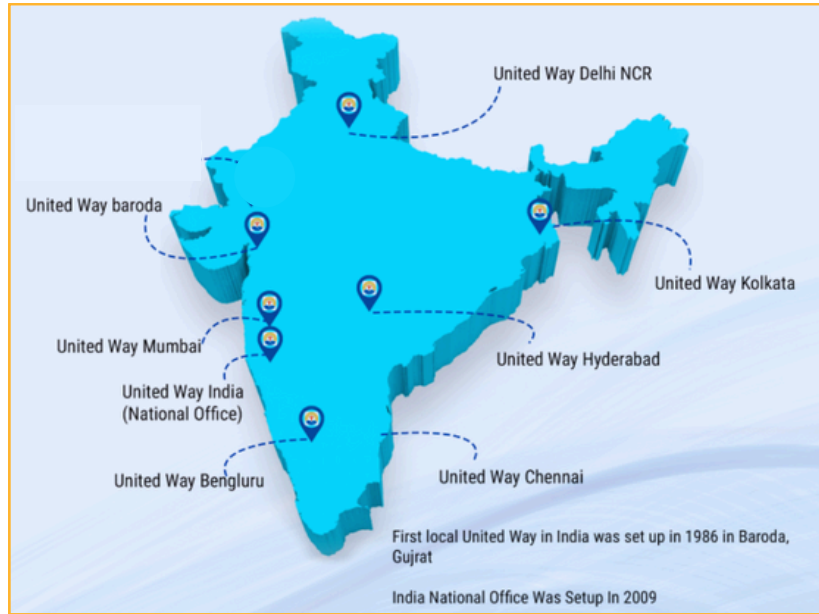 United Way Delhi NCR
United Way baroda
United Way Kolkata
United Way Mumbai
United Way Hyderabad
United Way India
(National Office)
United Way Bengluru
United Way Chennai
First local United Way in India was set up in 1986 in Baroda,
Gujrat
India National Office Was Setup In 2009